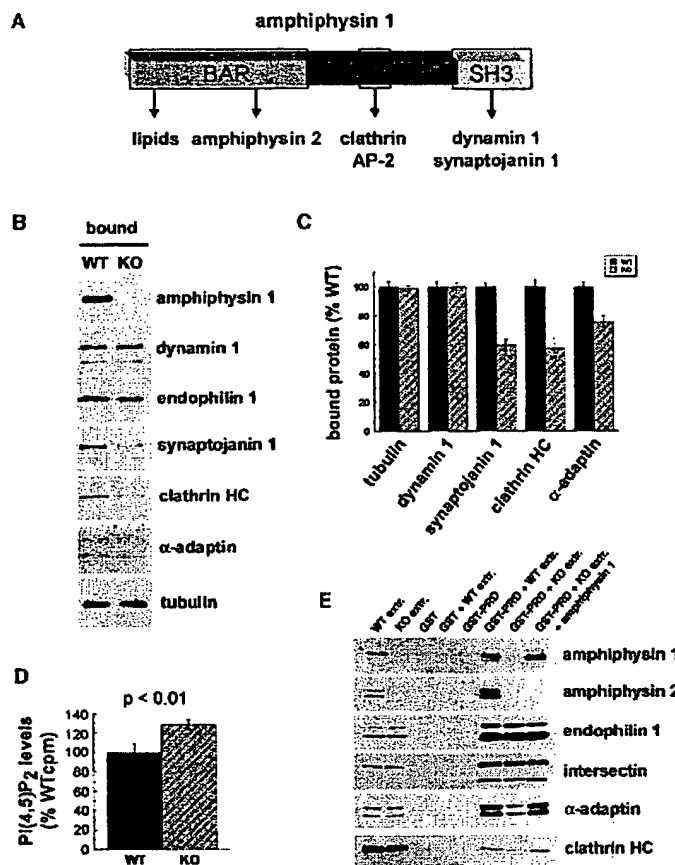 A
amphiphysin 1
BAR
SH3
lipids
amphiphysin 2
clathrin
AP-2
dynamin 1
synaptojanin 1
B
bound
WT KO
amphiphysin 1
dynamin 1
endophilin 1
synaptojanin 1
clathrin HC
α-adaptin
tubulin
C
WT
KO
bound protein (% WT)
100
80
60
40
20
0
tubulin
dynamin 1
synaptojanin 1
clathrin HC
α-adaptin
D
p < 0.01
PI(4,5)P2 levels
(% WTcpm)
140
120
100
80
60
40
20
0
WT
KO
E
WT extr.
KO extr.
GST
GST + WT extr.
GST-PRD
GST-PRD + WT extr.
GST-PRD + KO extr.
GST-PRD + KO extr.
+ amphiphysin 1
amphiphysin 1
amphiphysin 2
endophilin 1
intersectin
α-adaptin
clathrin HC